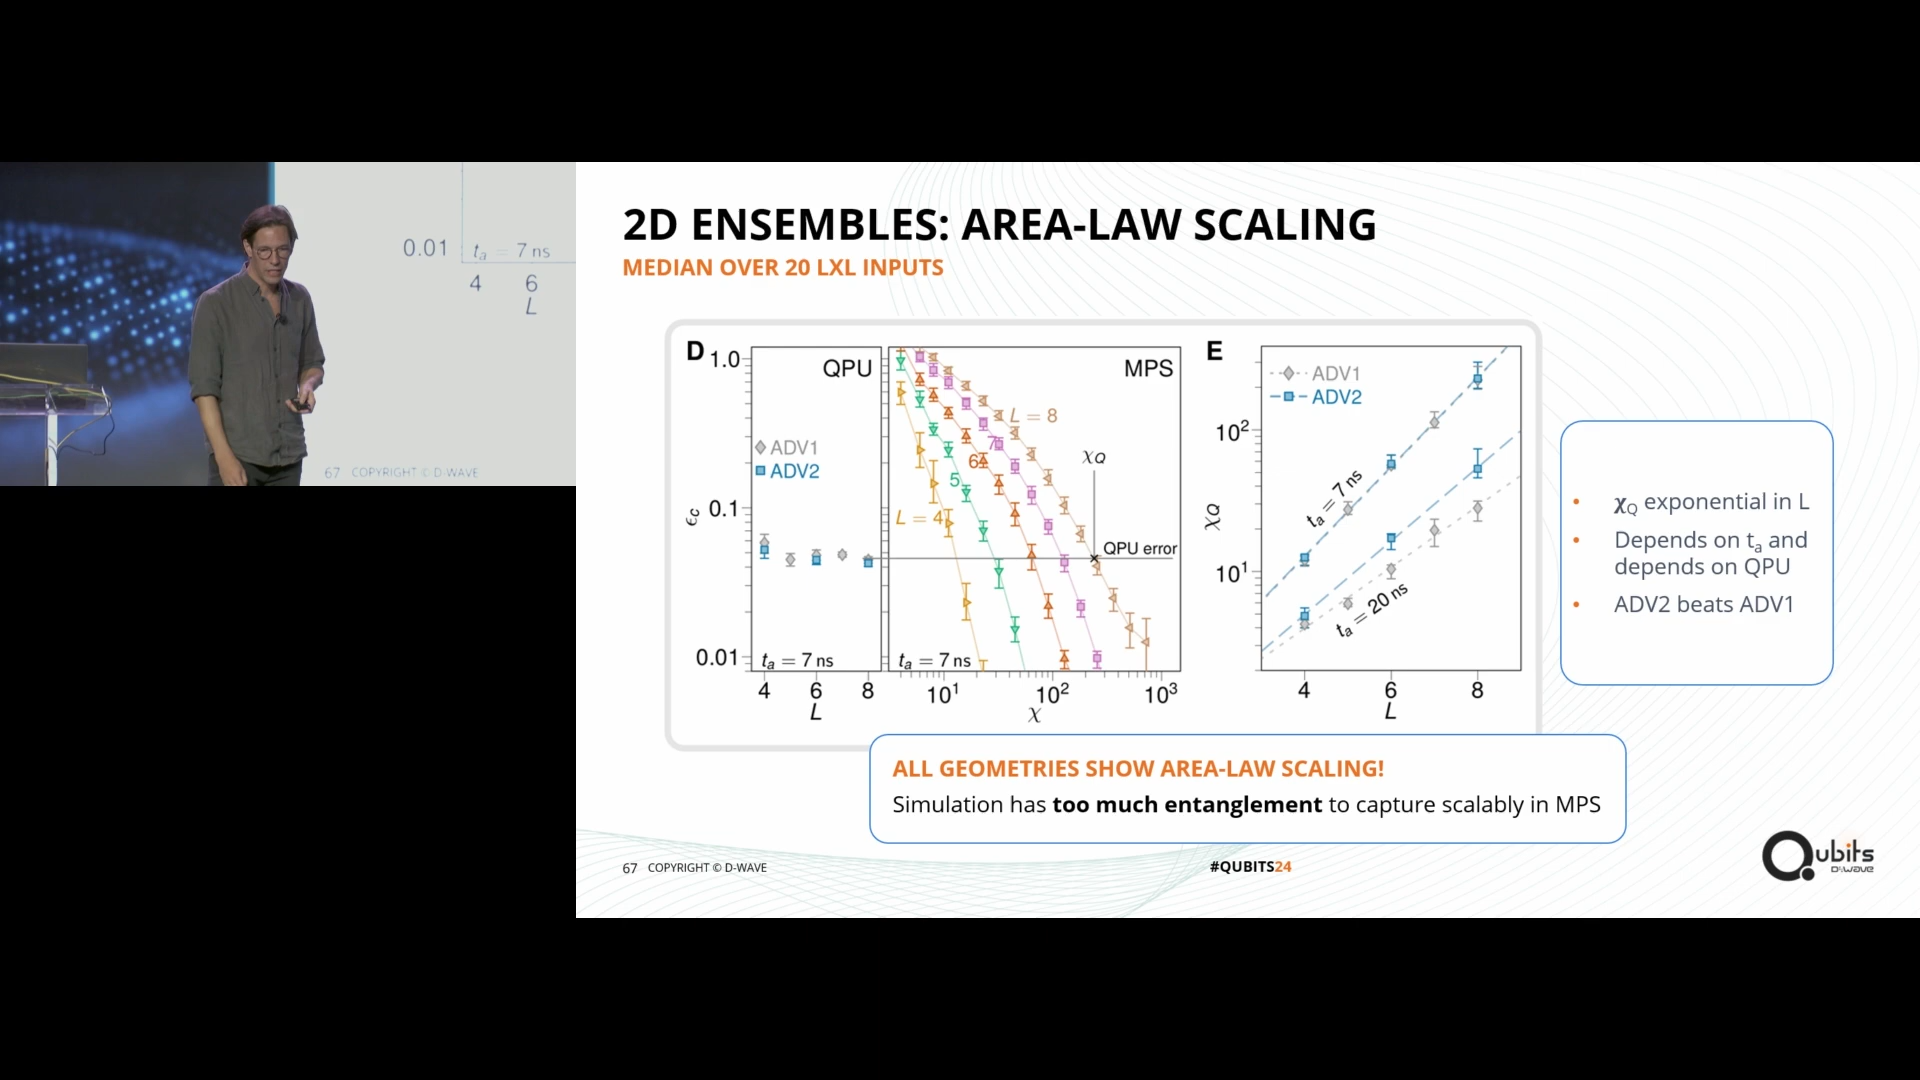 0.01
tₐ = 7 ns
4 6
L
67 COPYRIGHT © D-WAVE
2D ENSEMBLES: AREA-LAW SCALING
MEDIAN OVER 20 LXL INPUTS
D
QPU
1.0
0.1
0.01
ϵc
ADV1
ADV2
tₐ = 7 ns
4 6 8
L
MPS
L = 8
7
6
5
L = 4
χQ
QPU error
tₐ = 7 ns
10¹ 10² 10³
χ
E
ADV1
ADV2
10²
10¹
χQ
tₐ = 7 ns
tₐ = 20 ns
4 6 8
L
• χQ exponential in L
• Depends on tₐ and
depends on QPU
• ADV2 beats ADV1
ALL GEOMETRIES SHOW AREA-LAW SCALING!
Simulation has too much entanglement to capture scalably in MPS
67 COPYRIGHT © D-WAVE
#QUBITS24
Qubits
D:wave